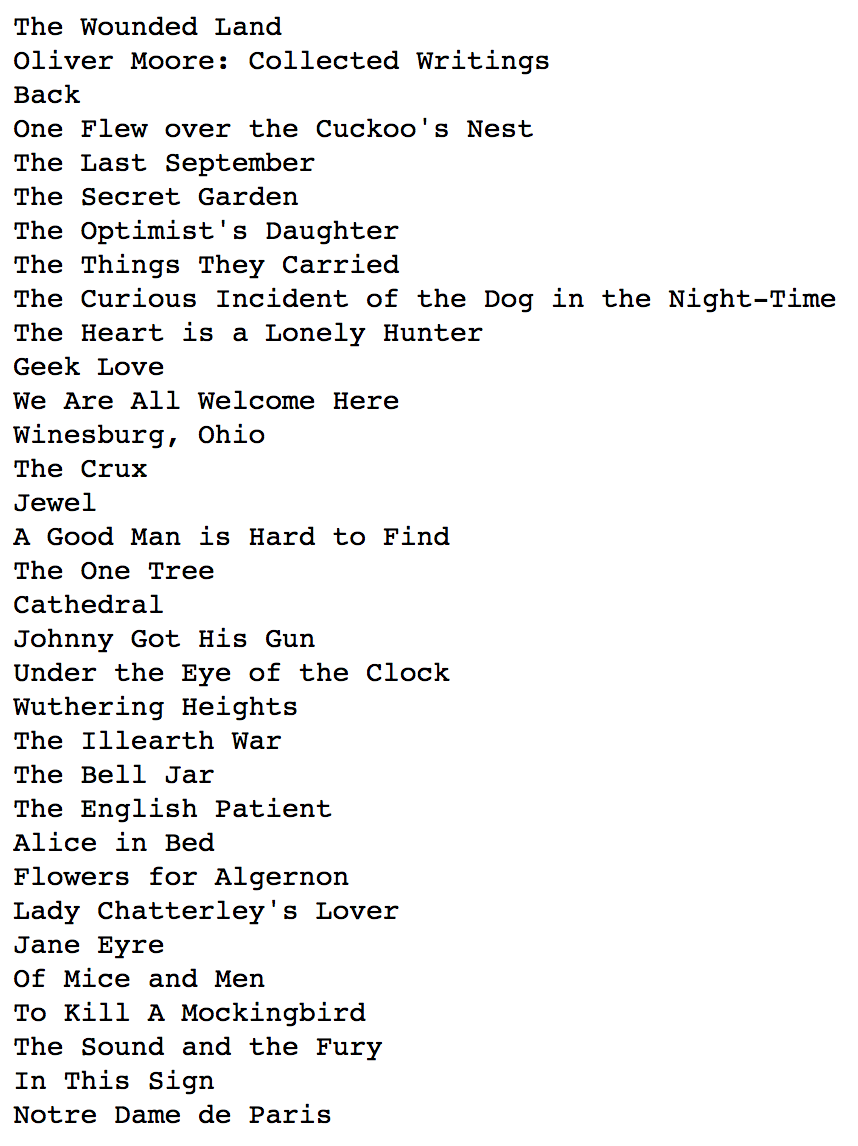 The Wounded Land
Oliver Moore: Collected Writings
Back
One Flew over the Cuckoo's Nest
The Last September
The Secret Garden
The Optimist's Daughter
The Things They Carried
The Curious Incident of the Dog in the Night-Time
The Heart is a Lonely Hunter
Geek Love
We Are All Welcome Here
Winesburg, Ohio
The Crux
Jewel
A Good Man is Hard to Find
The One Tree
Cathedral
Johnny Got His Gun
Under the Eye of the Clock
Wuthering Heights
The Illearth War
The Bell Jar
The English Patient
Alice in Bed
Flowers for Algernon
Lady Chatterley's Lover
Jane Eyre
Of Mice and Men
To Kill A Mockingbird
The Sound and the Fury
In This Sign
Notre Dame de Paris